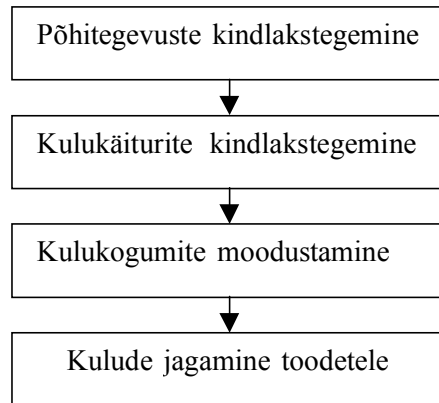 Põhitegevuste kindlakstegemine
Kulukäiturite kindlakstegemine
Kulukogumite moodustamine
Kulude jagamine toodetele